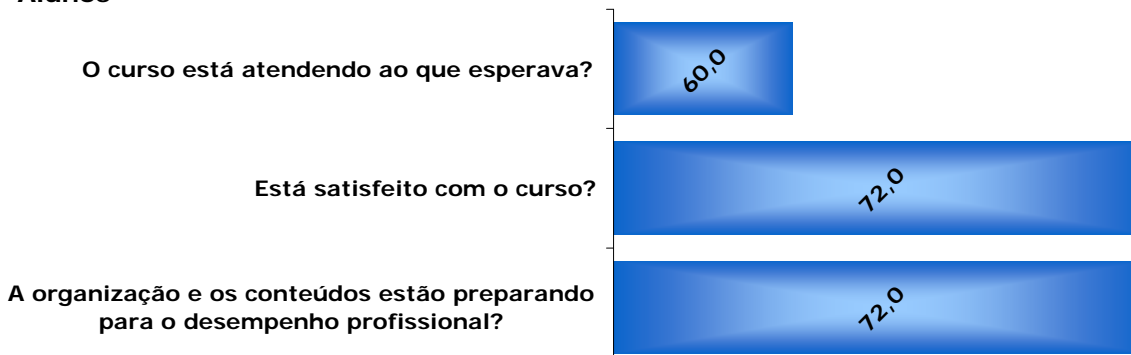 O curso está atendendo ao que esperava?
60,0
Está satisfeito com o curso?
72,0
A organização e os conteúdos estão preparando
para o desempenho profissional?
72,0